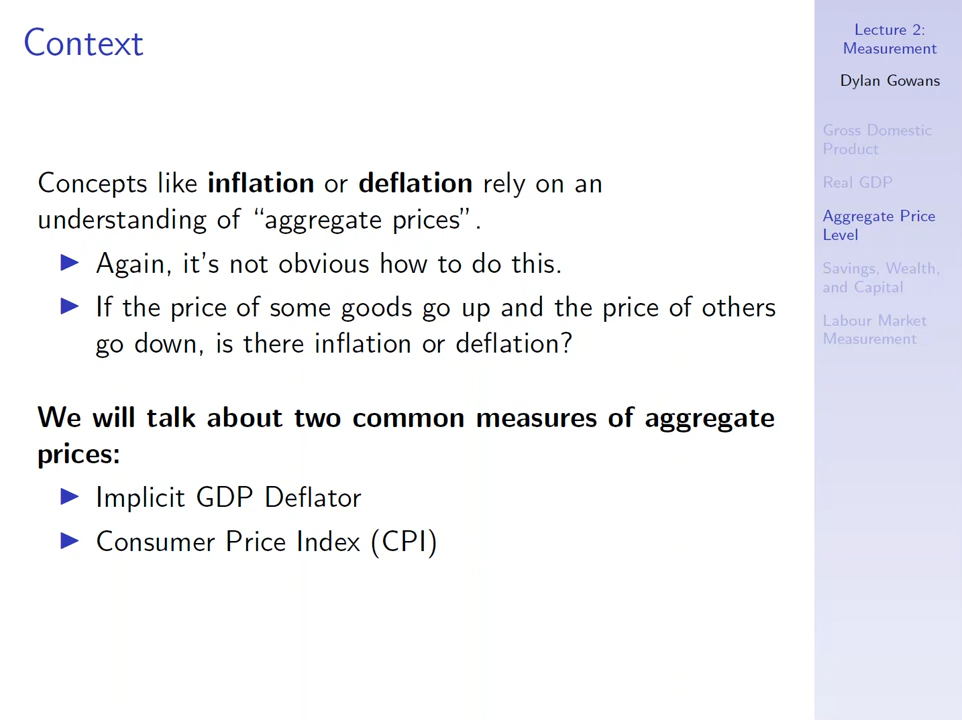 Context
Concepts like inflation or deflation rely on an
understanding of “aggregate prices”.
▶ Again, it’s not obvious how to do this.
▶ If the price of some goods go up and the price of others
go down, is there inflation or deflation?
We will talk about two common measures of aggregate
prices:
▶ Implicit GDP Deflator
▶ Consumer Price Index (CPI)
Lecture 2:
Measurement
Dylan Gowans
Gross Domestic
Product
Real GDP
Aggregate Price
Level
Savings, Wealth,
and Capital
Labour Market
Measurement